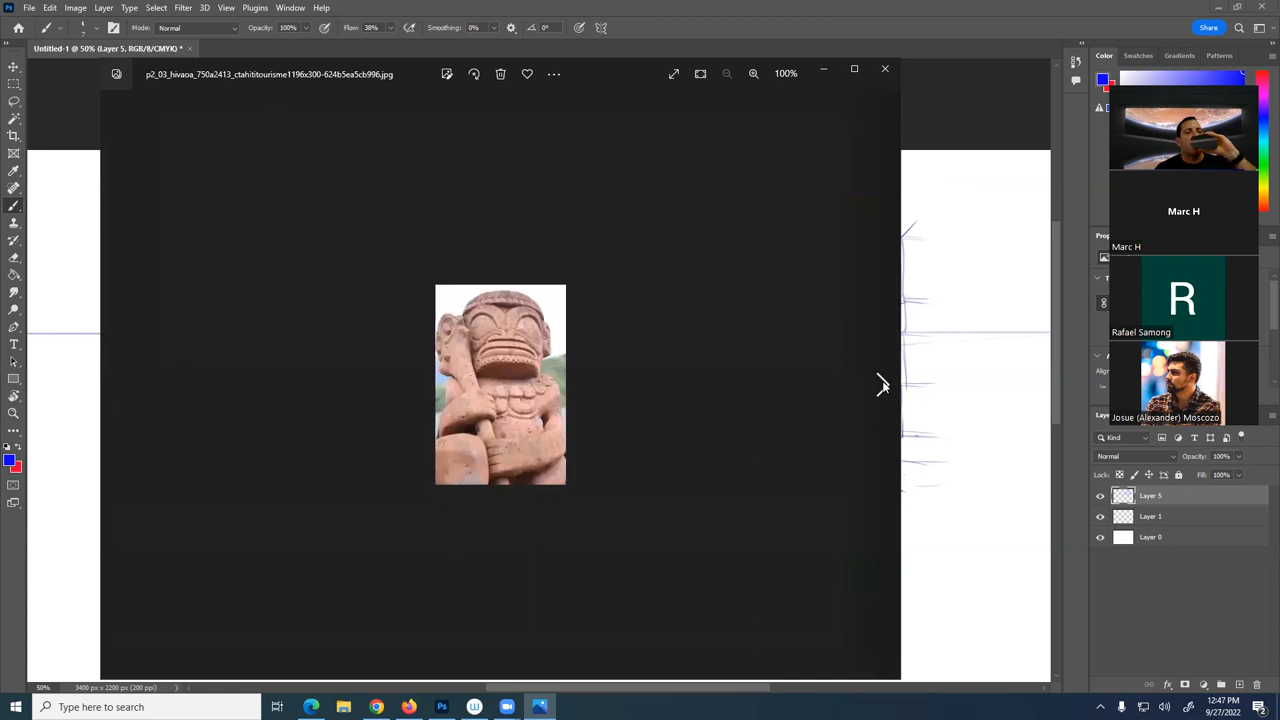 File Edit Image Layer Type Select Filter 3D View Plugins Window Help
7 Mode: Normal Opacity: 100% Flow: 38% Smoothing: 0% 0° Share
Untitled-1 @ 50% (Layer 5, RGB/8/CMYK) * ×
Color Swatches Gradients Patterns
p2_03_hivaoa_750a2413_ctahititourisme1196x300-624b5ea5cb996.jpg
100%
Marc H
Marc H
R
Rafael Samong
Josue (Alexander) Moscozo
Kind
Normal Opacity: 100%
Lock: Fill: 100%
Layer 5
Layer 1
Layer 0
50% 3400 px x 2200 px (200 ppi)
Type here to search
12:47 PM
9/27/2022